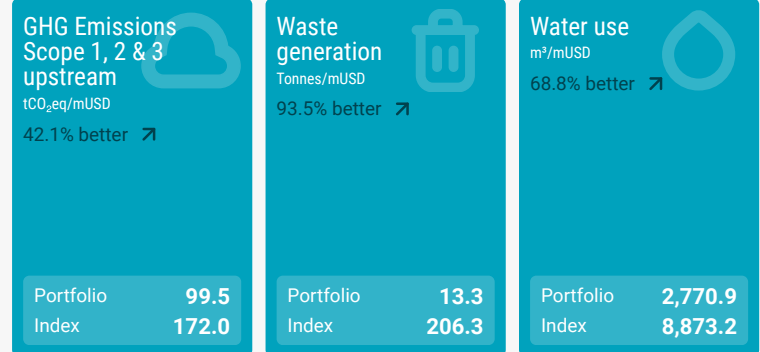 GHG Emissions
Scope 1, 2 & 3
upstream
tCO₂eq/mUSD
42.1% better
Portfolio 99.5
Index 172.0
Waste
generation
Tonnes/mUSD
93.5% better
Portfolio 13.3
Index 206.3
Water use
m³/mUSD
68.8% better
Portfolio 2,770.9
Index 8,873.2